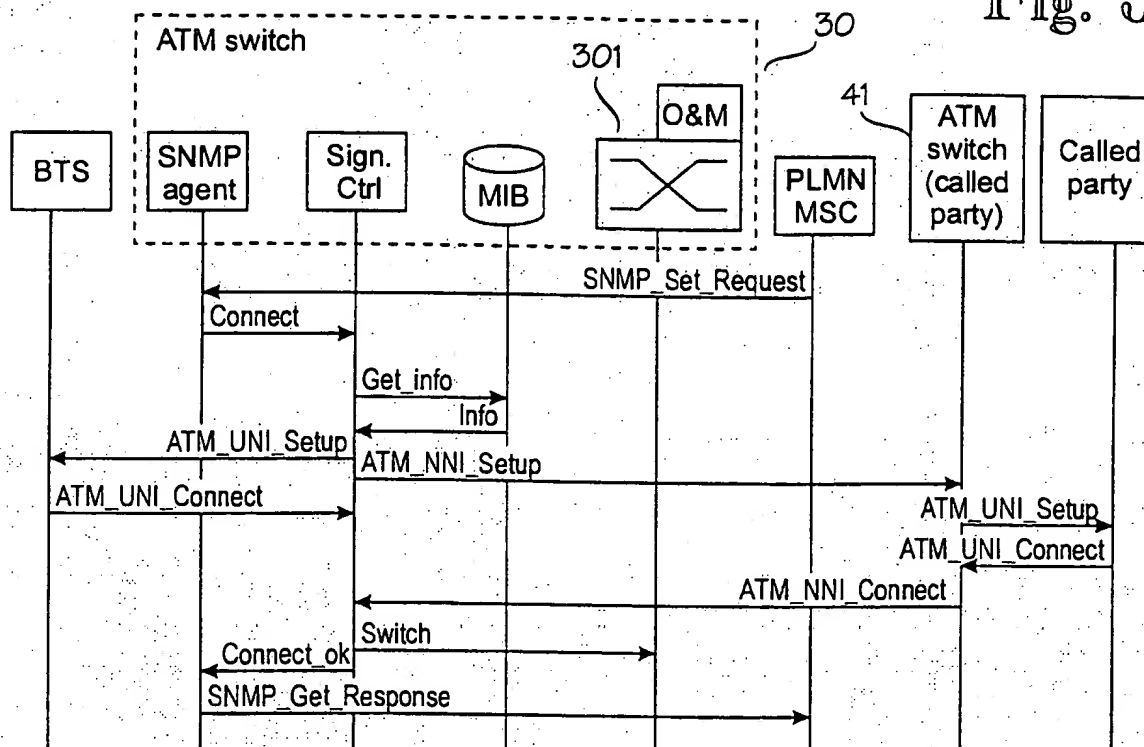 Fig.
ATM switch
30
301
O&M
41
BTS
SNMP
agent
Sign.
Ctrl
MIB
PLMN
MSC
ATM
switch
(called
party)
Called
party
SNMP_Set_Request
Connect
Get_info
Info
ATM_UNI_Setup
ATM_NNI_Setup
ATM_UNI_Connect
ATM_UNI_Setup
ATM_UNI_Connect
ATM_NNI_Connect
Switch
Connect_ok
SNMP_Get_Response